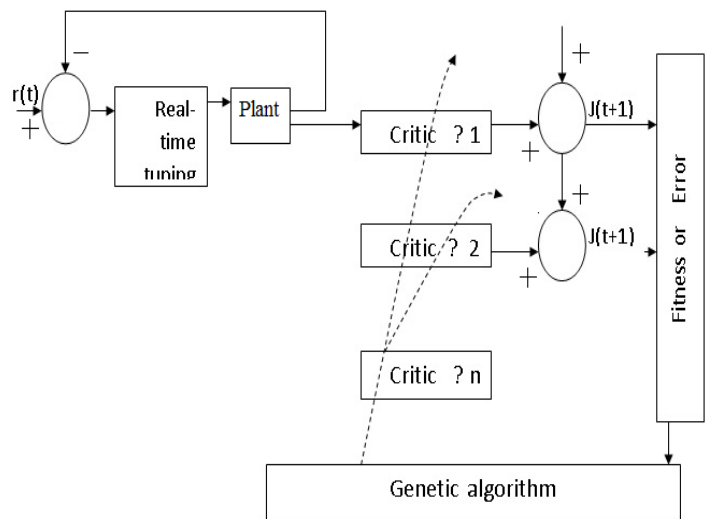 r(t)
−
+
Real-
time
tuning
Plant
Critic ? 1
+
+
J(t+1)
Critic ? 2
+
+
J(t+1)
Critic ? n
Fitness or Error
Genetic algorithm